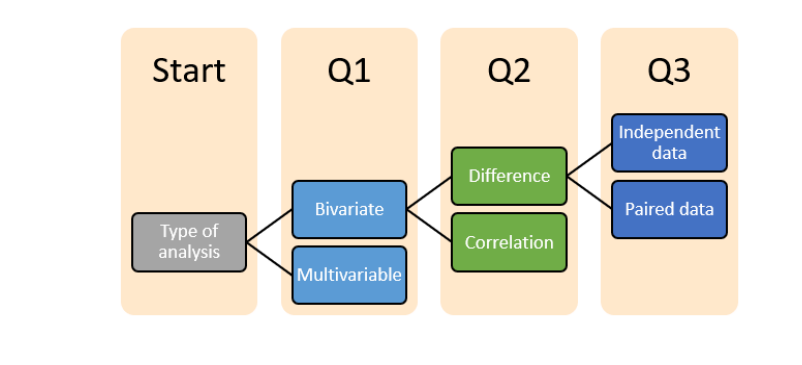 Start
Q1
Q2
Q3
Type of
analysis
Bivariate
Multivariable
Difference
Correlation
Independent
data
Paired data